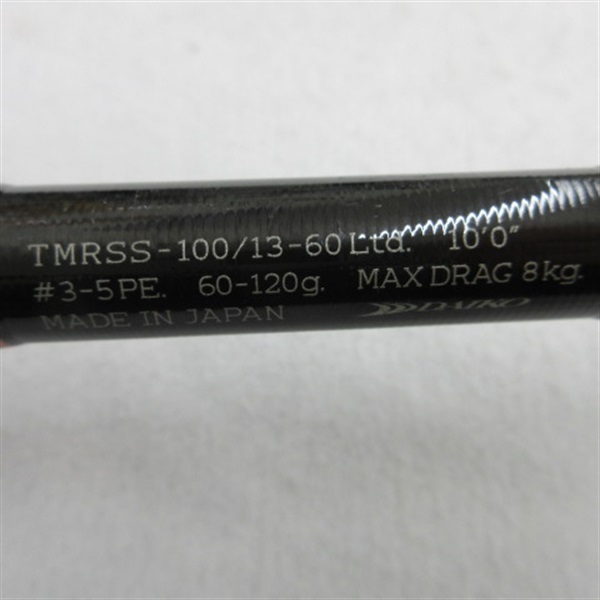 TMRSS-100/13-60 Ltd. 10'0"
#3-5PE. 60-120g. MAX DRAG 8kg.
MADE IN JAPAN DAIKO